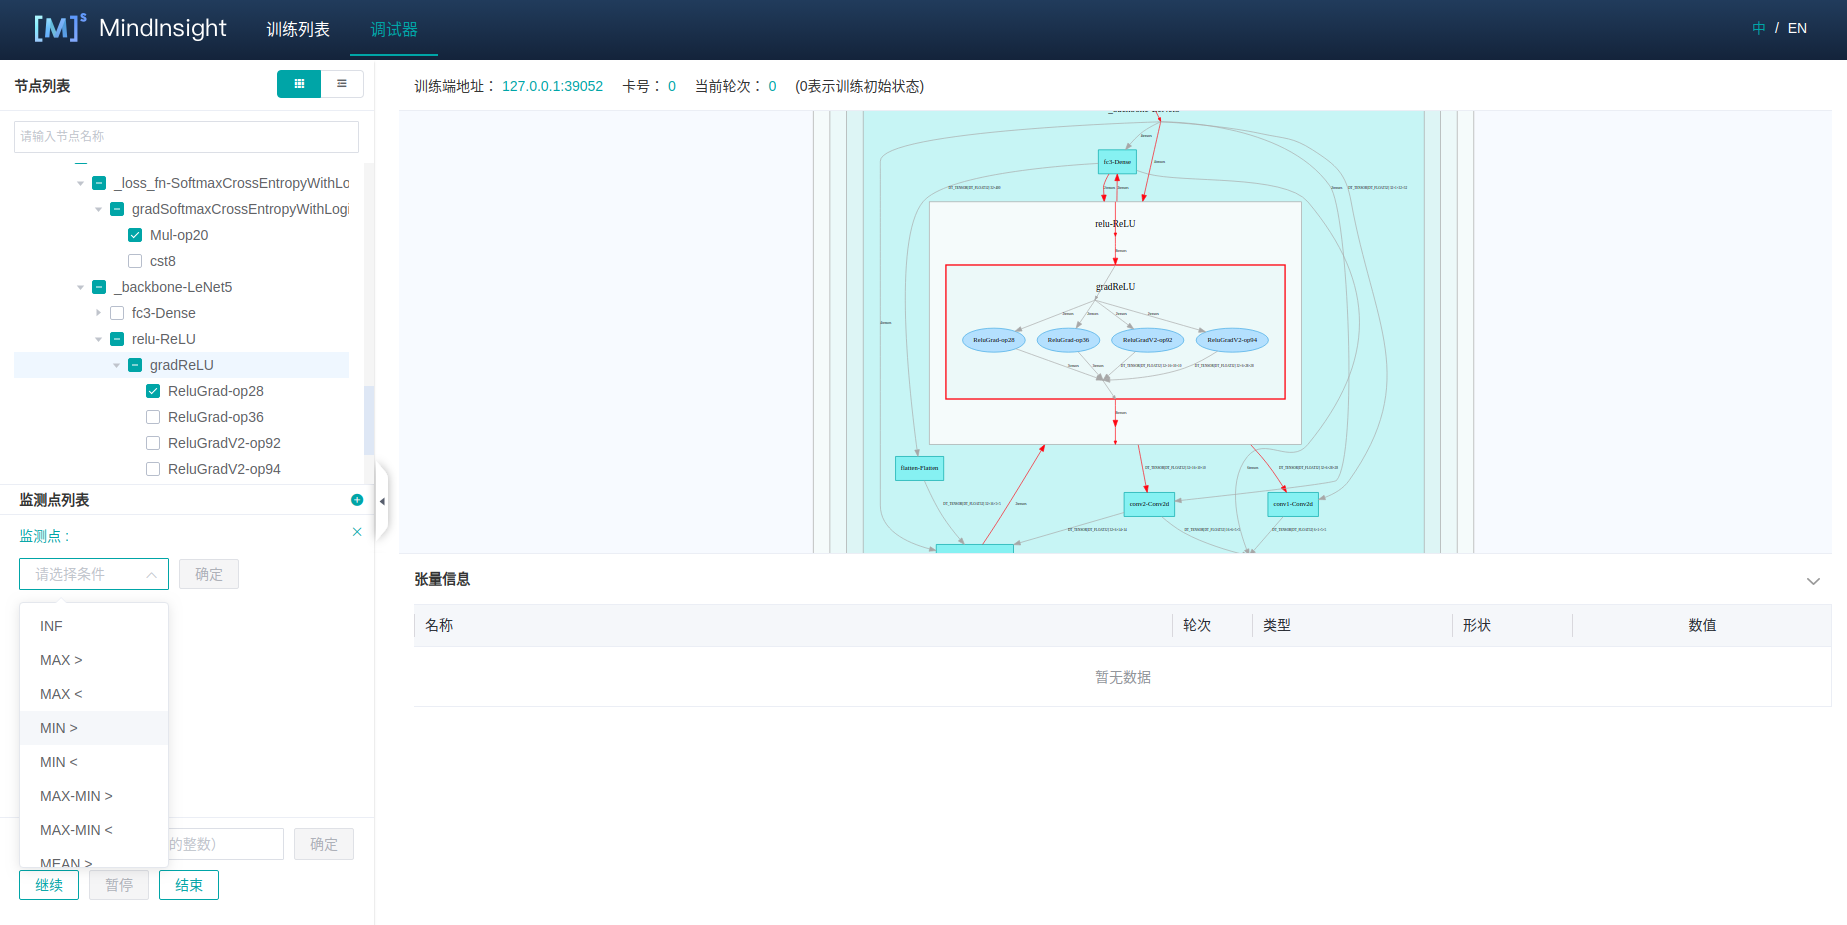 [M]s MindInsight 训练列表 调试器 中 / EN
节点列表
训练端地址： 127.0.0.1:39052 卡号： 0 当前轮次： 0 (0表示训练初始状态)
请输入节点名称
_loss_fn-SoftmaxCrossEntropyWithLo
gradSoftmaxCrossEntropyWithLogi
Mul-op20
cst8
_backbone-LeNet5
fc3-Dense
relu-ReLU
gradReLU
ReluGrad-op28
ReluGrad-op36
ReluGradV2-op92
ReluGradV2-op94
监测点列表
监测点：
请选择条件 确定
INF
MAX >
MAX <
MIN >
MIN <
MAX-MIN >
MAX-MIN <
MEAN >
的整数） 确定
继续 暂停 结束
fc3-Dense
relu-ReLU
gradReLU
ReluGrad-op28 ReluGrad-op36 ReluGradV2-op92 ReluGradV2-op94
flatten-Flatten
conv2-Conv2d conv1-Conv2d
张量信息
名称 轮次 类型 形状 数值
暂无数据